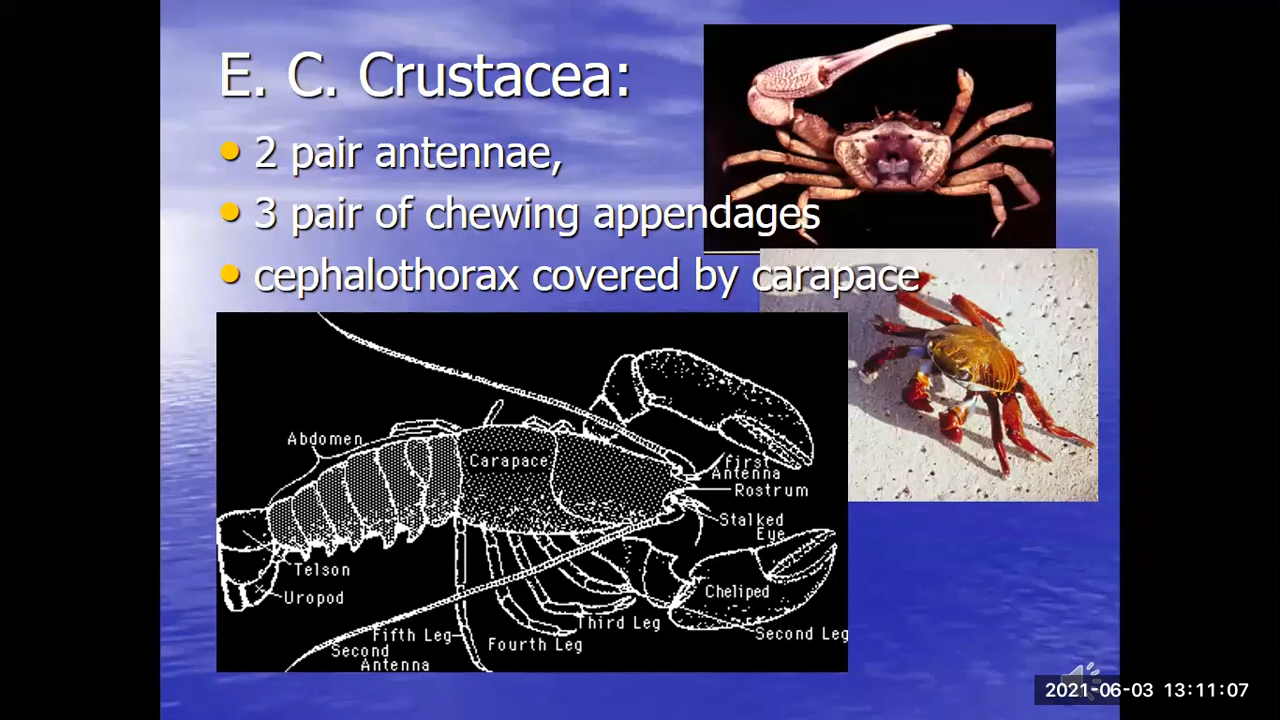 E. C. Crustacea:
2 pair antennae,
3 pair of chewing appendages
cephalothorax covered by carapace
Abdomen
Carapace
First
Antenna
Rostrum
Stalked
Eye
Telson
Uropod
Cheliped
Third Leg
Second Leg
Fifth Leg
Fourth Leg
Second
Antenna
2021-06-03 13:11:07